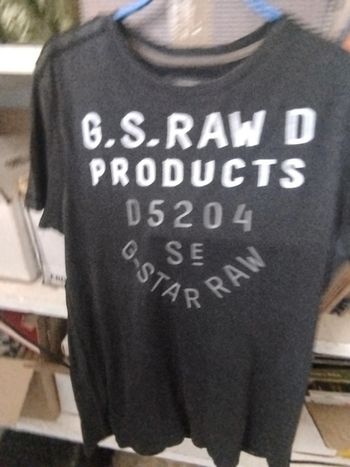 G.S.RAW D
PRODUCTS
D5204
SE
G-STAR RAW